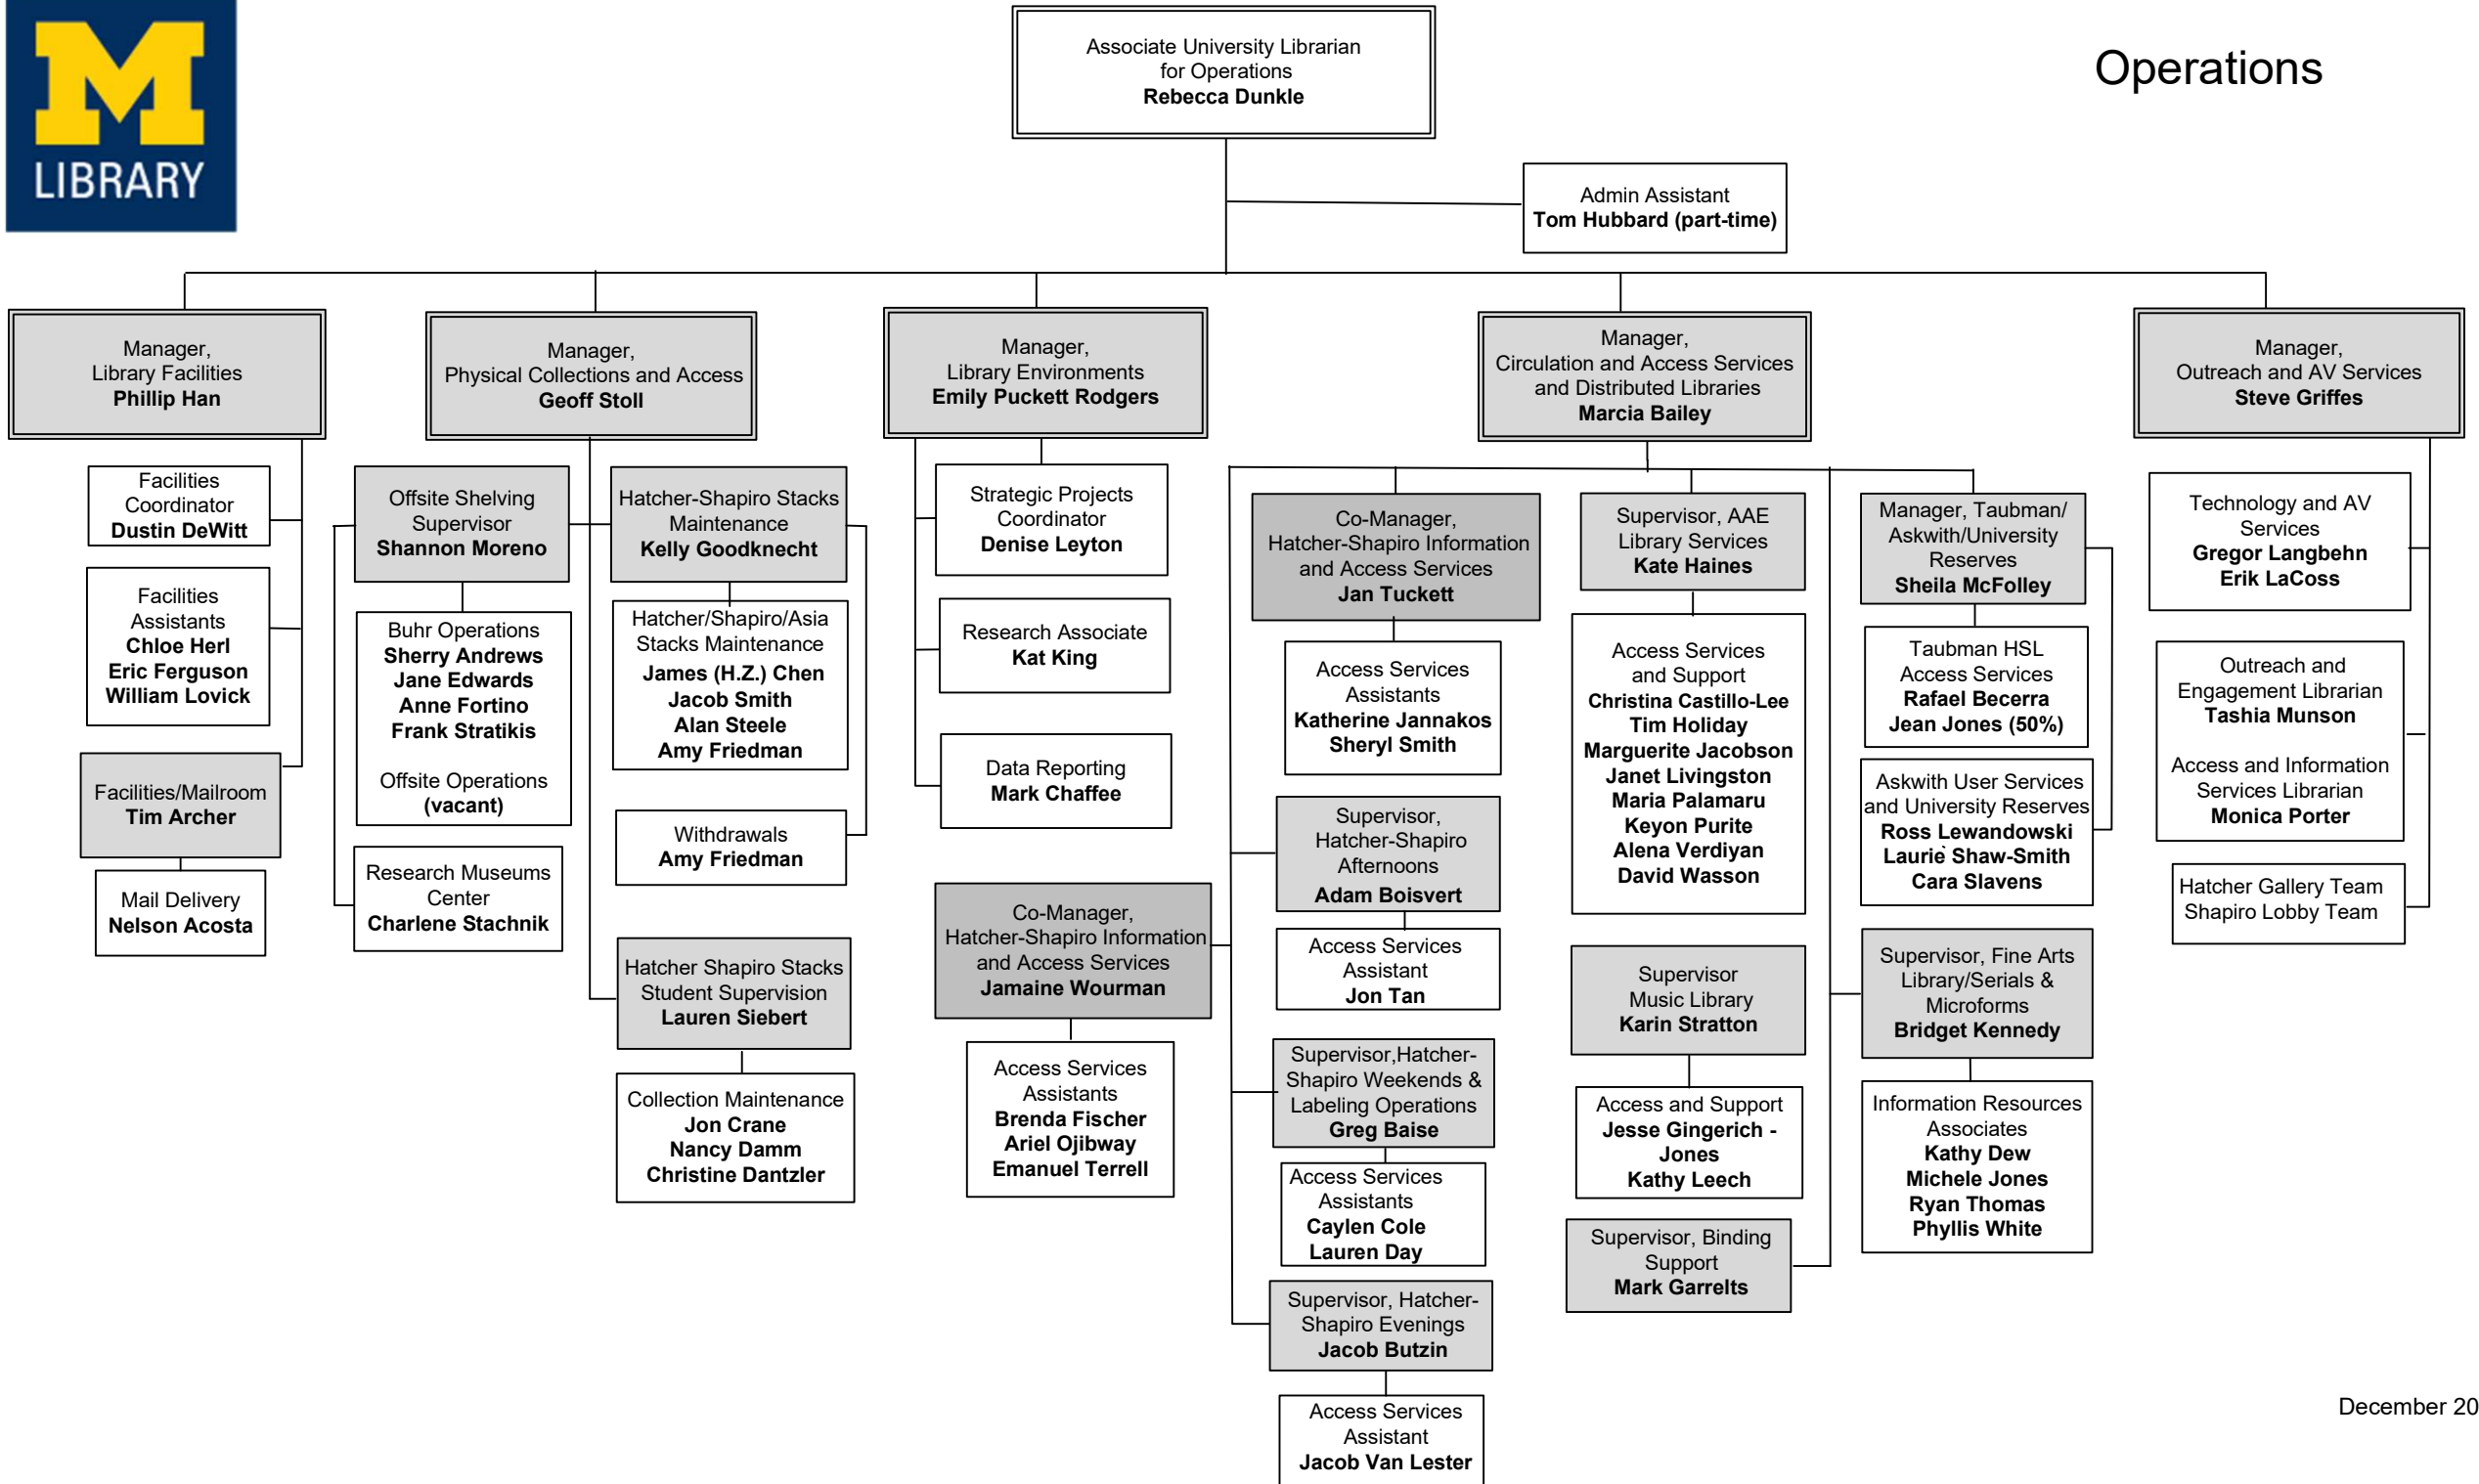 M
LIBRARY
Operations
Associate University Librarian
for Operations
Rebecca Dunkle
Admin Assistant
Tom Hubbard (part-time)
Manager,
Library Facilities
Phillip Han
Facilities
Coordinator
Dustin DeWitt
Facilities
Assistants
Chloe Herl
Eric Ferguson
William Lovick
Facilities/Mailroom
Tim Archer
Mail Delivery
Nelson Acosta
Manager,
Physical Collections and Access
Geoff Stoll
Offsite Shelving
Supervisor
Shannon Moreno
Buhr Operations
Sherry Andrews
Jane Edwards
Anne Fortino
Frank Stratikis
Offsite Operations
(vacant)
Research Museums
Center
Charlene Stachnik
Hatcher-Shapiro Stacks
Maintenance
Kelly Goodknecht
Hatcher/Shapiro/Asia
Stacks Maintenance
James (H.Z.) Chen
Jacob Smith
Alan Steele
Amy Friedman
Withdrawals
Amy Friedman
Hatcher Shapiro Stacks
Student Supervision
Lauren Siebert
Collection Maintenance
Jon Crane
Nancy Damm
Christine Dantzler
Manager,
Library Environments
Emily Puckett Rodgers
Strategic Projects
Coordinator
Denise Leyton
Research Associate
Kat King
Data Reporting
Mark Chaffee
Manager,
Circulation and Access Services
and Distributed Libraries
Marcia Bailey
Co-Manager,
Hatcher-Shapiro Information
and Access Services
Jamaine Wourman
Access Services
Assistants
Brenda Fischer
Ariel Ojibway
Emanuel Terrell
Co-Manager,
Hatcher-Shapiro Information
and Access Services
Jan Tuckett
Access Services
Assistants
Katherine Jannakos
Sheryl Smith
Supervisor,
Hatcher-Shapiro
Afternoons
Adam Boisvert
Access Services
Assistant
Jon Tan
Supervisor,Hatcher-
Shapiro Weekends &
Labeling Operations
Greg Baise
Access Services
Assistants
Caylen Cole
Lauren Day
Supervisor, Hatcher-
Shapiro Evenings
Jacob Butzin
Access Services
Assistant
Jacob Van Lester
Supervisor, AAE
Library Services
Kate Haines
Access Services
and Support
Christina Castillo-Lee
Tim Holiday
Marguerite Jacobson
Janet Livingston
Maria Palamaru
Keyon Purite
Alena Verdiyan
David Wasson
Supervisor
Music Library
Karin Stratton
Access and Support
Jesse Gingerich -
Jones
Kathy Leech
Supervisor, Binding
Support
Mark Garrelts
Manager, Taubman/
Askwith/University
Reserves
Sheila McFolley
Taubman HSL
Access Services
Rafael Becerra
Jean Jones (50%)
Askwith User Services
and University Reserves
Ross Lewandowski
Laurie Shaw-Smith
Cara Slavens
Supervisor, Fine Arts
Library/Serials &
Microforms
Bridget Kennedy
Information Resources
Associates
Kathy Dew
Michele Jones
Ryan Thomas
Phyllis White
Manager,
Outreach and AV Services
Steve Griffes
Technology and AV
Services
Gregor Langbehn
Erik LaCoss
Outreach and
Engagement Librarian
Tashia Munson
Access and Information
Services Librarian
Monica Porter
Hatcher Gallery Team
Shapiro Lobby Team
December 20